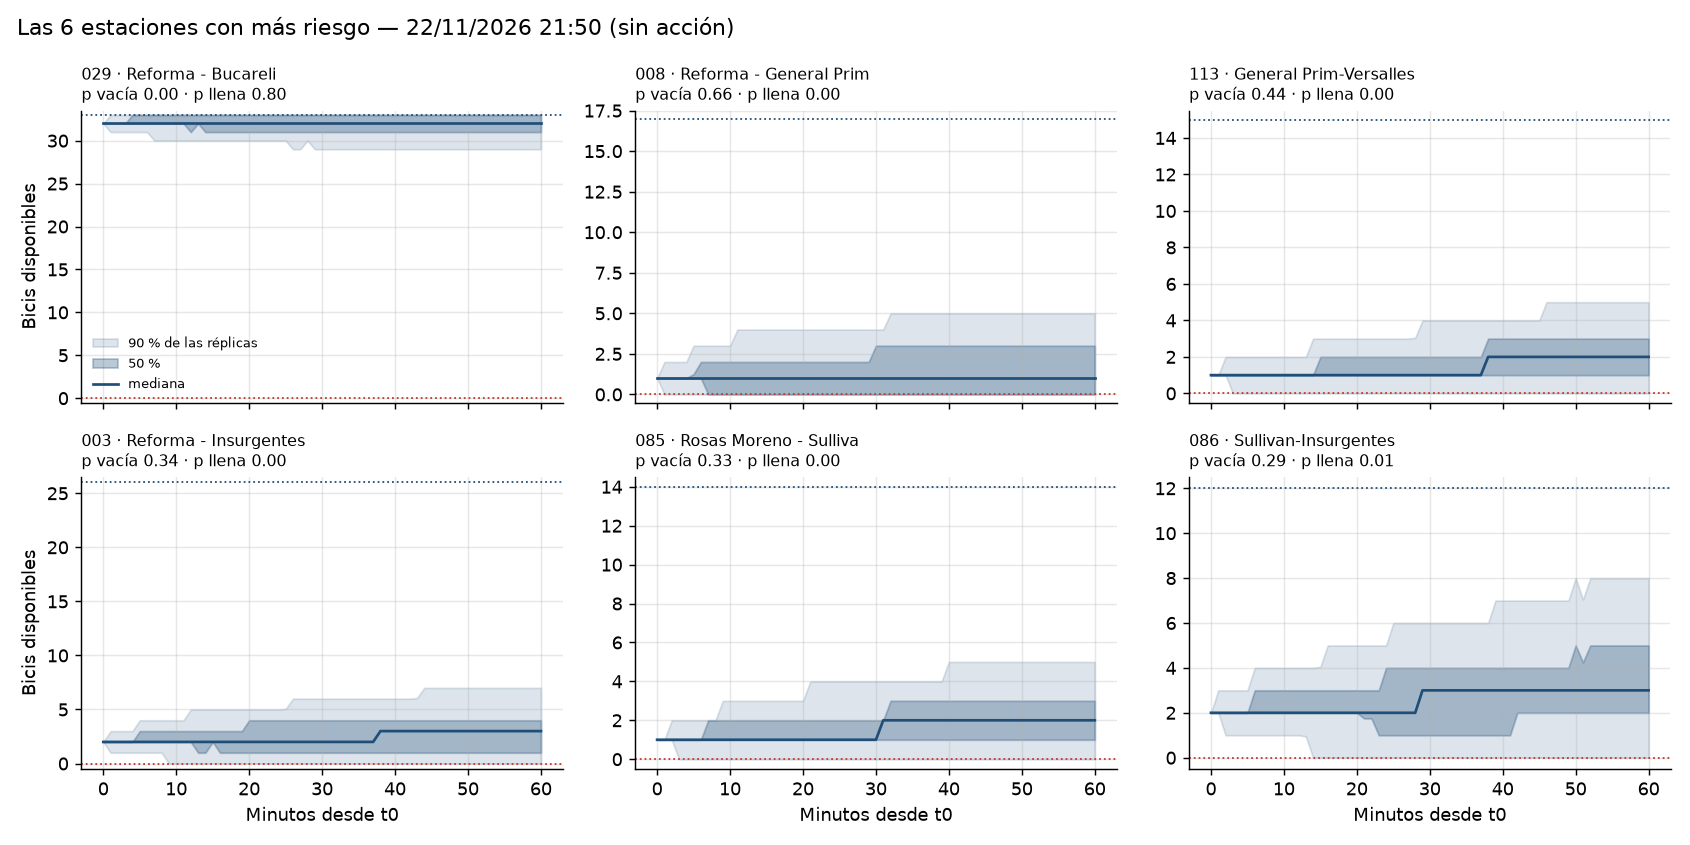 Las 6 estaciones con más riesgo — 22/11/2026 21:50 (sin acción)
029 · Reforma - Bucareli
p vacía 0.00 · p llena 0.80
30
25
20
15
10
5
0
Bicis disponibles
90 % de las réplicas
50 %
mediana
008 · Reforma - General Prim
p vacía 0.66 · p llena 0.00
17.5
15.0
12.5
10.0
7.5
5.0
2.5
0.0
113 · General Prim-Versalles
p vacía 0.44 · p llena 0.00
14
12
10
8
6
4
2
0
003 · Reforma - Insurgentes
p vacía 0.34 · p llena 0.00
25
20
15
10
5
0
Bicis disponibles
0 10 20 30 40 50 60
Minutos desde t0
085 · Rosas Moreno - Sulliva
p vacía 0.33 · p llena 0.00
14
12
10
8
6
4
2
0
0 10 20 30 40 50 60
Minutos desde t0
086 · Sullivan-Insurgentes
p vacía 0.29 · p llena 0.01
12
10
8
6
4
2
0
0 10 20 30 40 50 60
Minutos desde t0